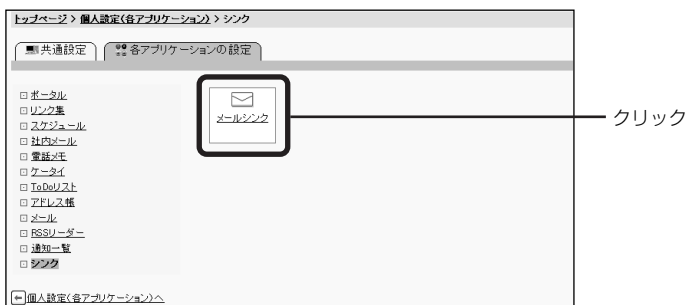 トップページ > 個人設定(各アプリケーション) > シンク
共通設定
各アプリケーションの設定
ポータル
リンク集
スケジュール
社内メール
電話メモ
ケータイ
ToDoリスト
アドレス帳
メール
RSSリーダー
通知一覧
シンク
メールシンク
クリック
個人設定(各アプリケーション)へ